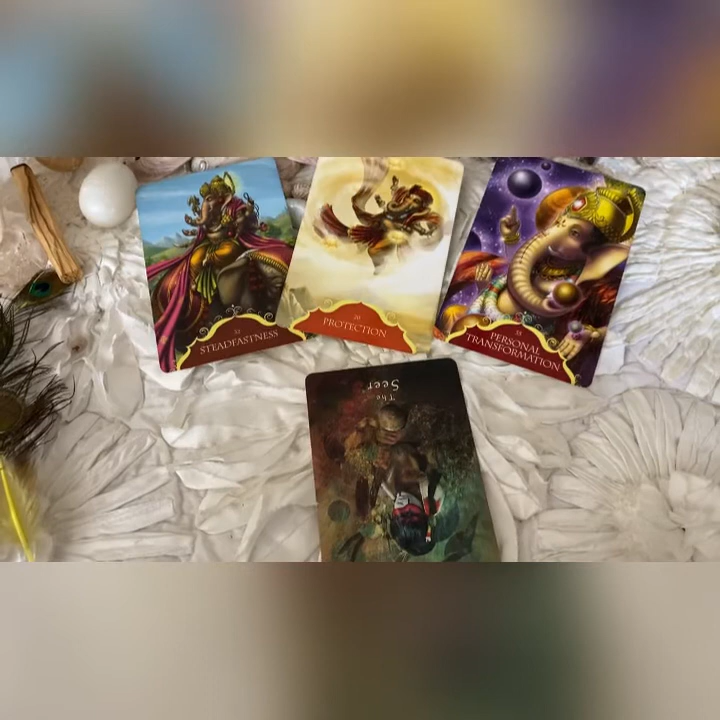 STEADFASTNESS
PROTECTION
PERSONAL
TRANSFORMATION
The
Seer